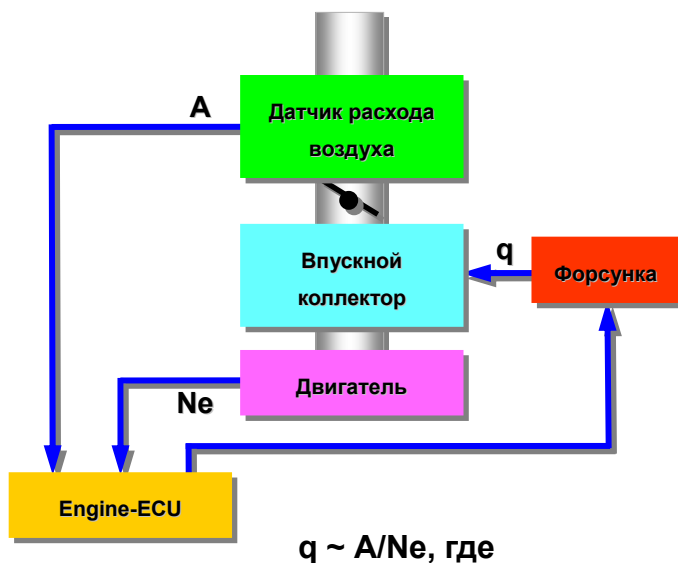 A
Датчик расхода
воздуха
Впускной
коллектор
q
Форсунка
Двигатель
Ne
Engine-ECU
q ~ A/Ne, где